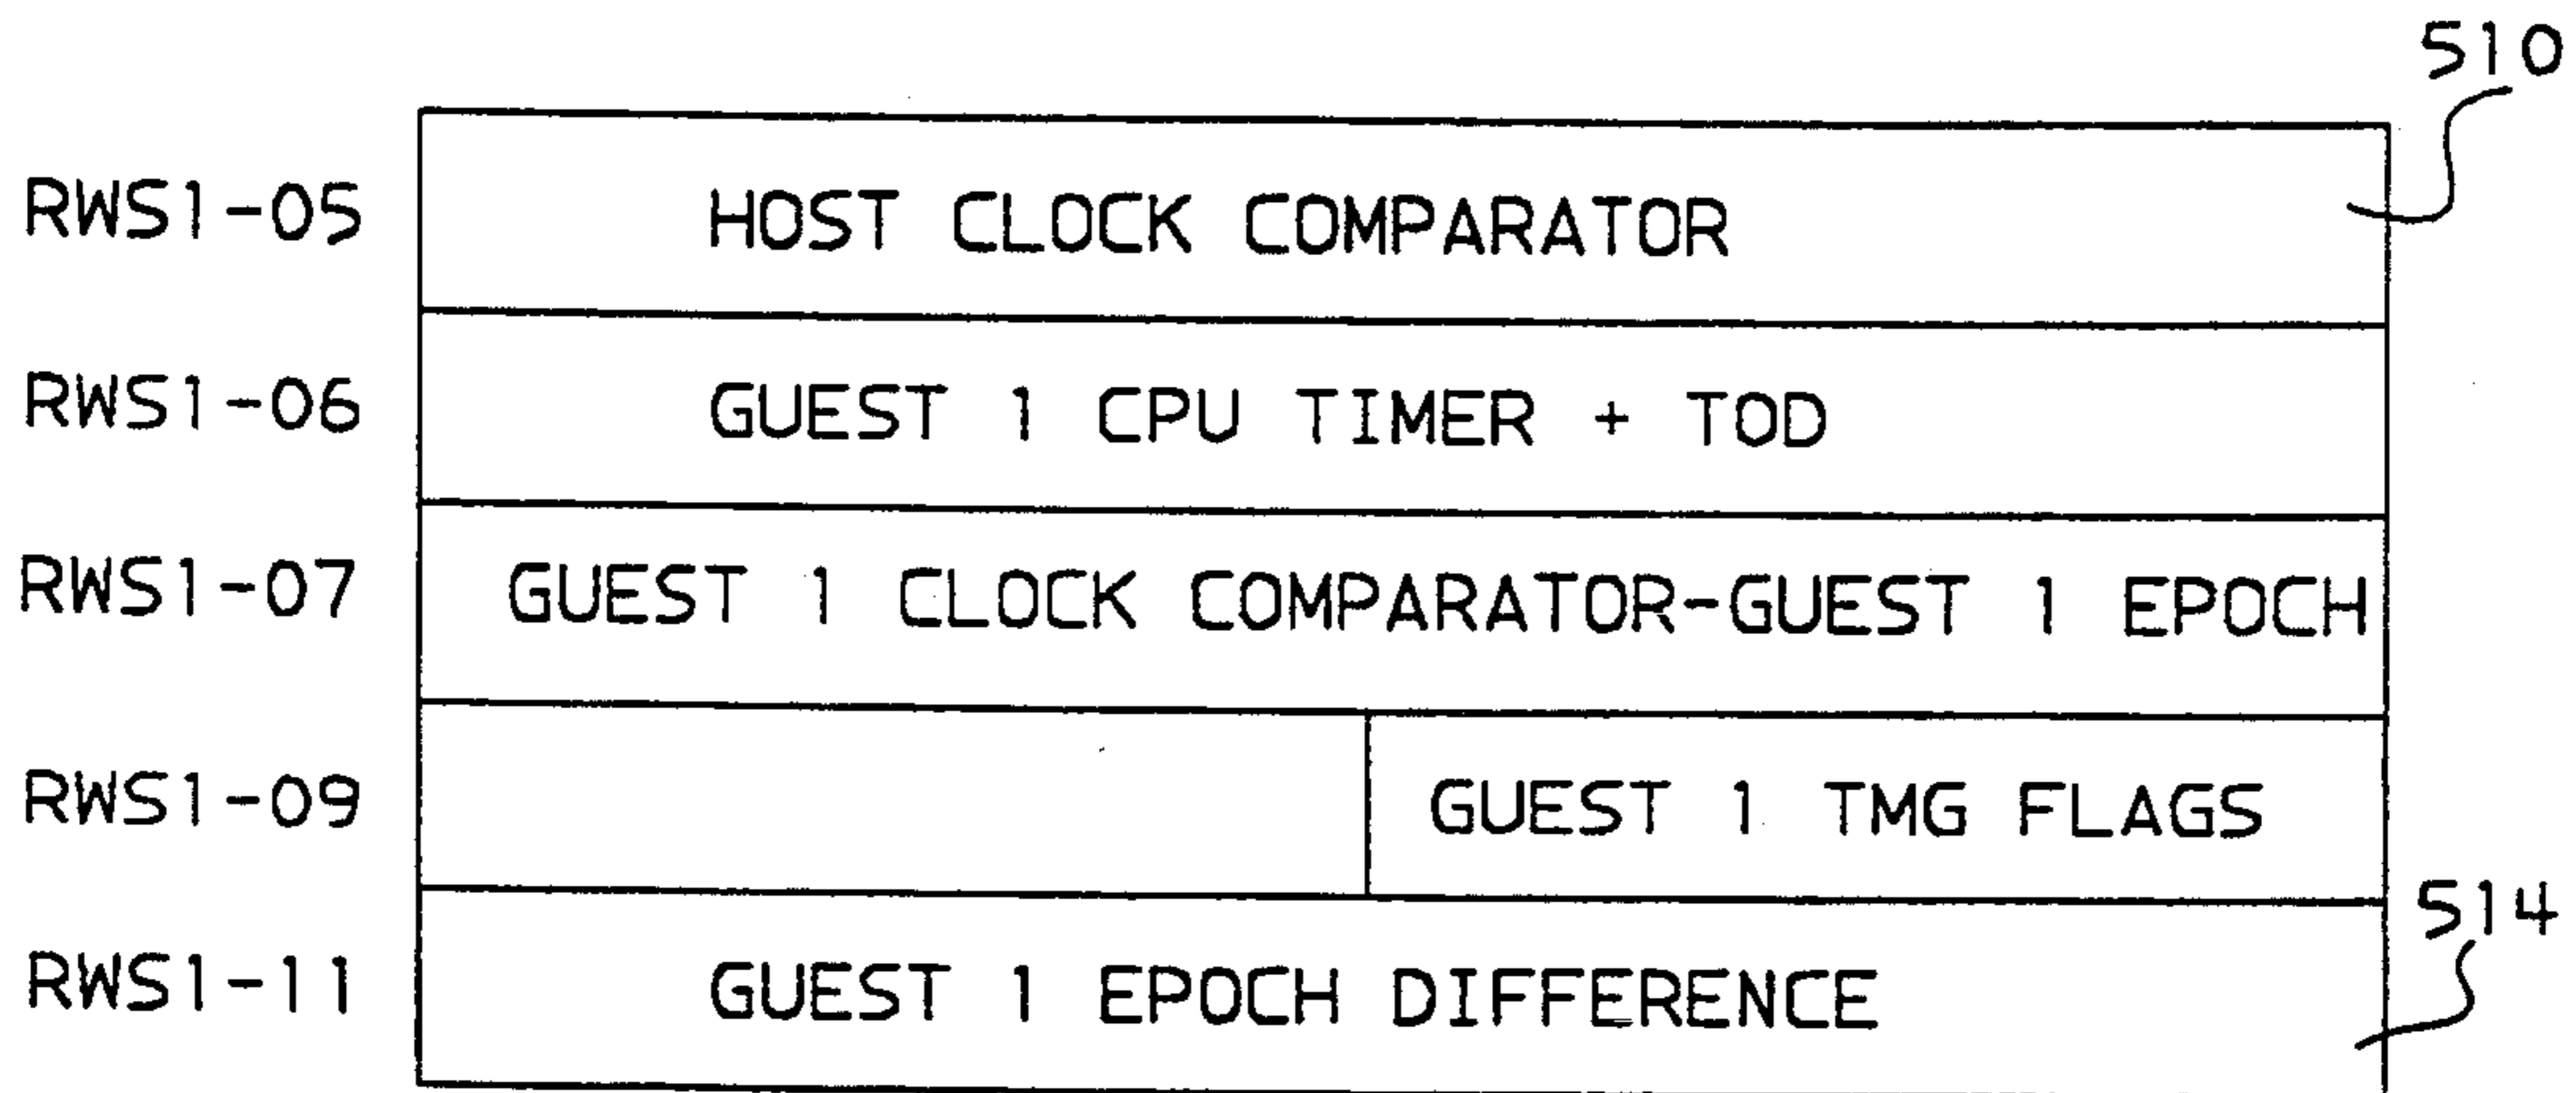 510
RWS1-05 HOST CLOCK COMPARATOR
RWS1-06 GUEST 1 CPU TIMER + TOD
RWS1-07 GUEST 1 CLOCK COMPARATOR-GUEST 1 EPOCH
RWS1-09 GUEST 1 TMG FLAGS
514
RWS1-11 GUEST 1 EPOCH DIFFERENCE